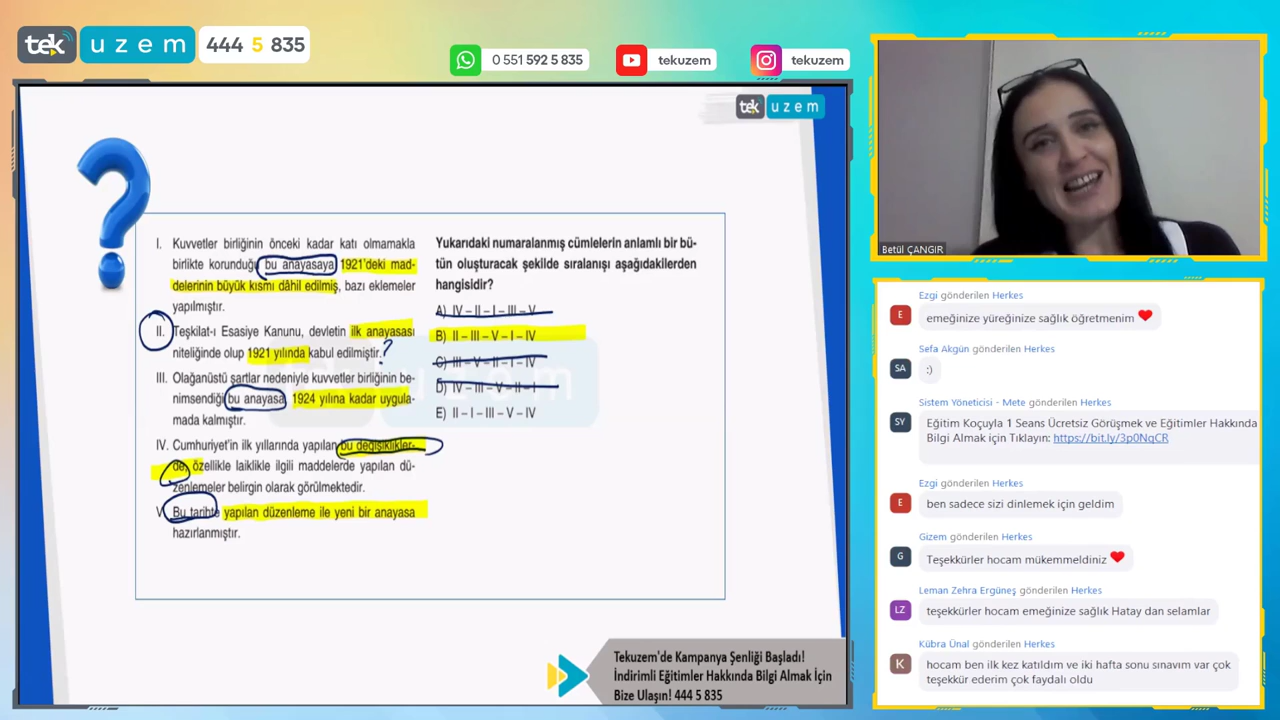 tek uzem 444 5 835
0 551 592 5 835
tekuzem
tekuzem
tek uzem
I. Kuvvetler birliğinin önceki kadar katı olmamakla
birlikte korunduğu bu anayasaya 1921'deki mad-
delerinin büyük kısmı dâhil edilmiş, bazı eklemeler
yapılmıştır.
II. Teşkilat-ı Esasiye Kanunu, devletin ilk anayasası
niteliğinde olup 1921 yılında kabul edilmiştir.?
III. Olağanüstü şartlar nedeniyle kuvvetler birliğinin be-
nimsendiği bu anayasa 1924 yılına kadar uygula-
mada kalmıştır.
IV. Cumhuriyet'in ilk yıllarında yapılan bu değişiklikler-
de, özellikle laiklikle ilgili maddelerde yapılan dü-
zenlemeler belirgin olarak görülmektedir.
V. Bu tarihte yapılan düzenleme ile yeni bir anayasa
hazırlanmıştır.
Yukarıdaki numaralanmış cümlelerin anlamlı bir bü-
tün oluşturacak şekilde sıralanışı aşağıdakilerden
hangisidir?
A) IV – II – I – III – V
B) II – III – V – I – IV
C) III – V – II – I – IV
D) IV – III – V – II – I
E) II – I – III – V – IV
Tekuzem'de Kampanya Şenliği Başladı!
İndirimli Eğitimler Hakkında Bilgi Almak İçin
Bize Ulaşın! 444 5 835
Betül ÇANGIR
Ezgi gönderilen Herkes
E
emeğinize yüreğinize sağlık öğretmenim ❤
Sefa Akgün gönderilen Herkes
SA
:)
Sistem Yöneticisi - Mete gönderilen Herkes
SY
Eğitim Koçuyla 1 Seans Ücretsiz Görüşmek ve Eğitimler Hakkında
Bilgi Almak için Tıklayın: https://bit.ly/3p0NqCR
Ezgi gönderilen Herkes
E
ben sadece sizi dinlemek için geldim
Gizem gönderilen Herkes
G
Teşekkürler hocam mükemmeldiniz ❤
Leman Zehra Ergüneş gönderilen Herkes
LZ
teşekkürler hocam emeğinize sağlık Hatay dan selamlar
Kübra Ünal gönderilen Herkes
K
hocam ben ilk kez katıldım ve iki hafta sonu sınavım var çok
teşekkür ederim çok faydalı oldu